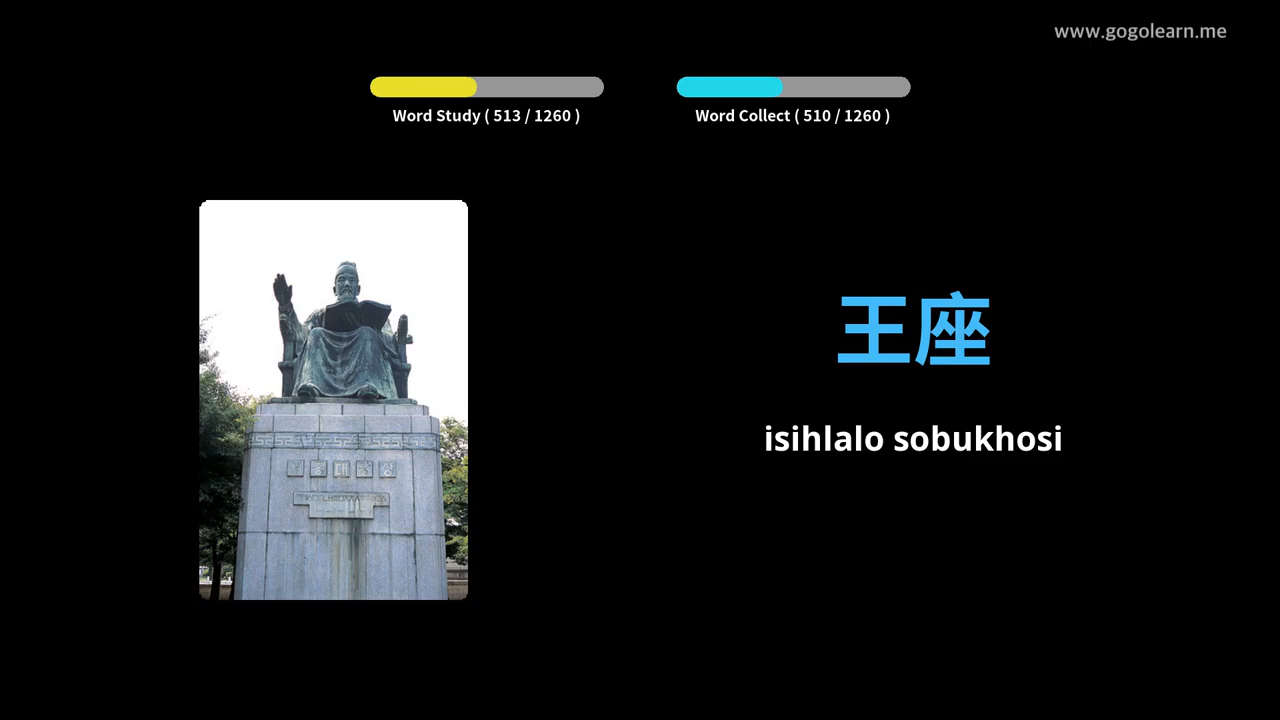 www.gogolearn.me
Word Study ( 513 / 1260 )
Word Collect ( 510 / 1260 )
王座
isihlalo sobukhosi